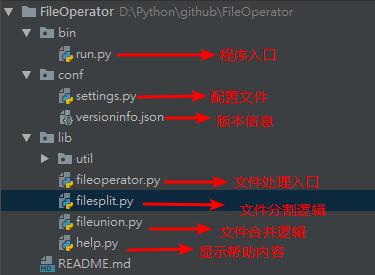 FileOperator D:\Python\github\FileOperator
bin
run.py 程序入口
conf
settings.py 配置文件
versioninfo.json 版本信息
lib
util
fileoperator.py 文件处理入口
filesplit.py 文件分割逻辑
fileunion.py 文件合并逻辑
help.py 显示帮助内容
README.md